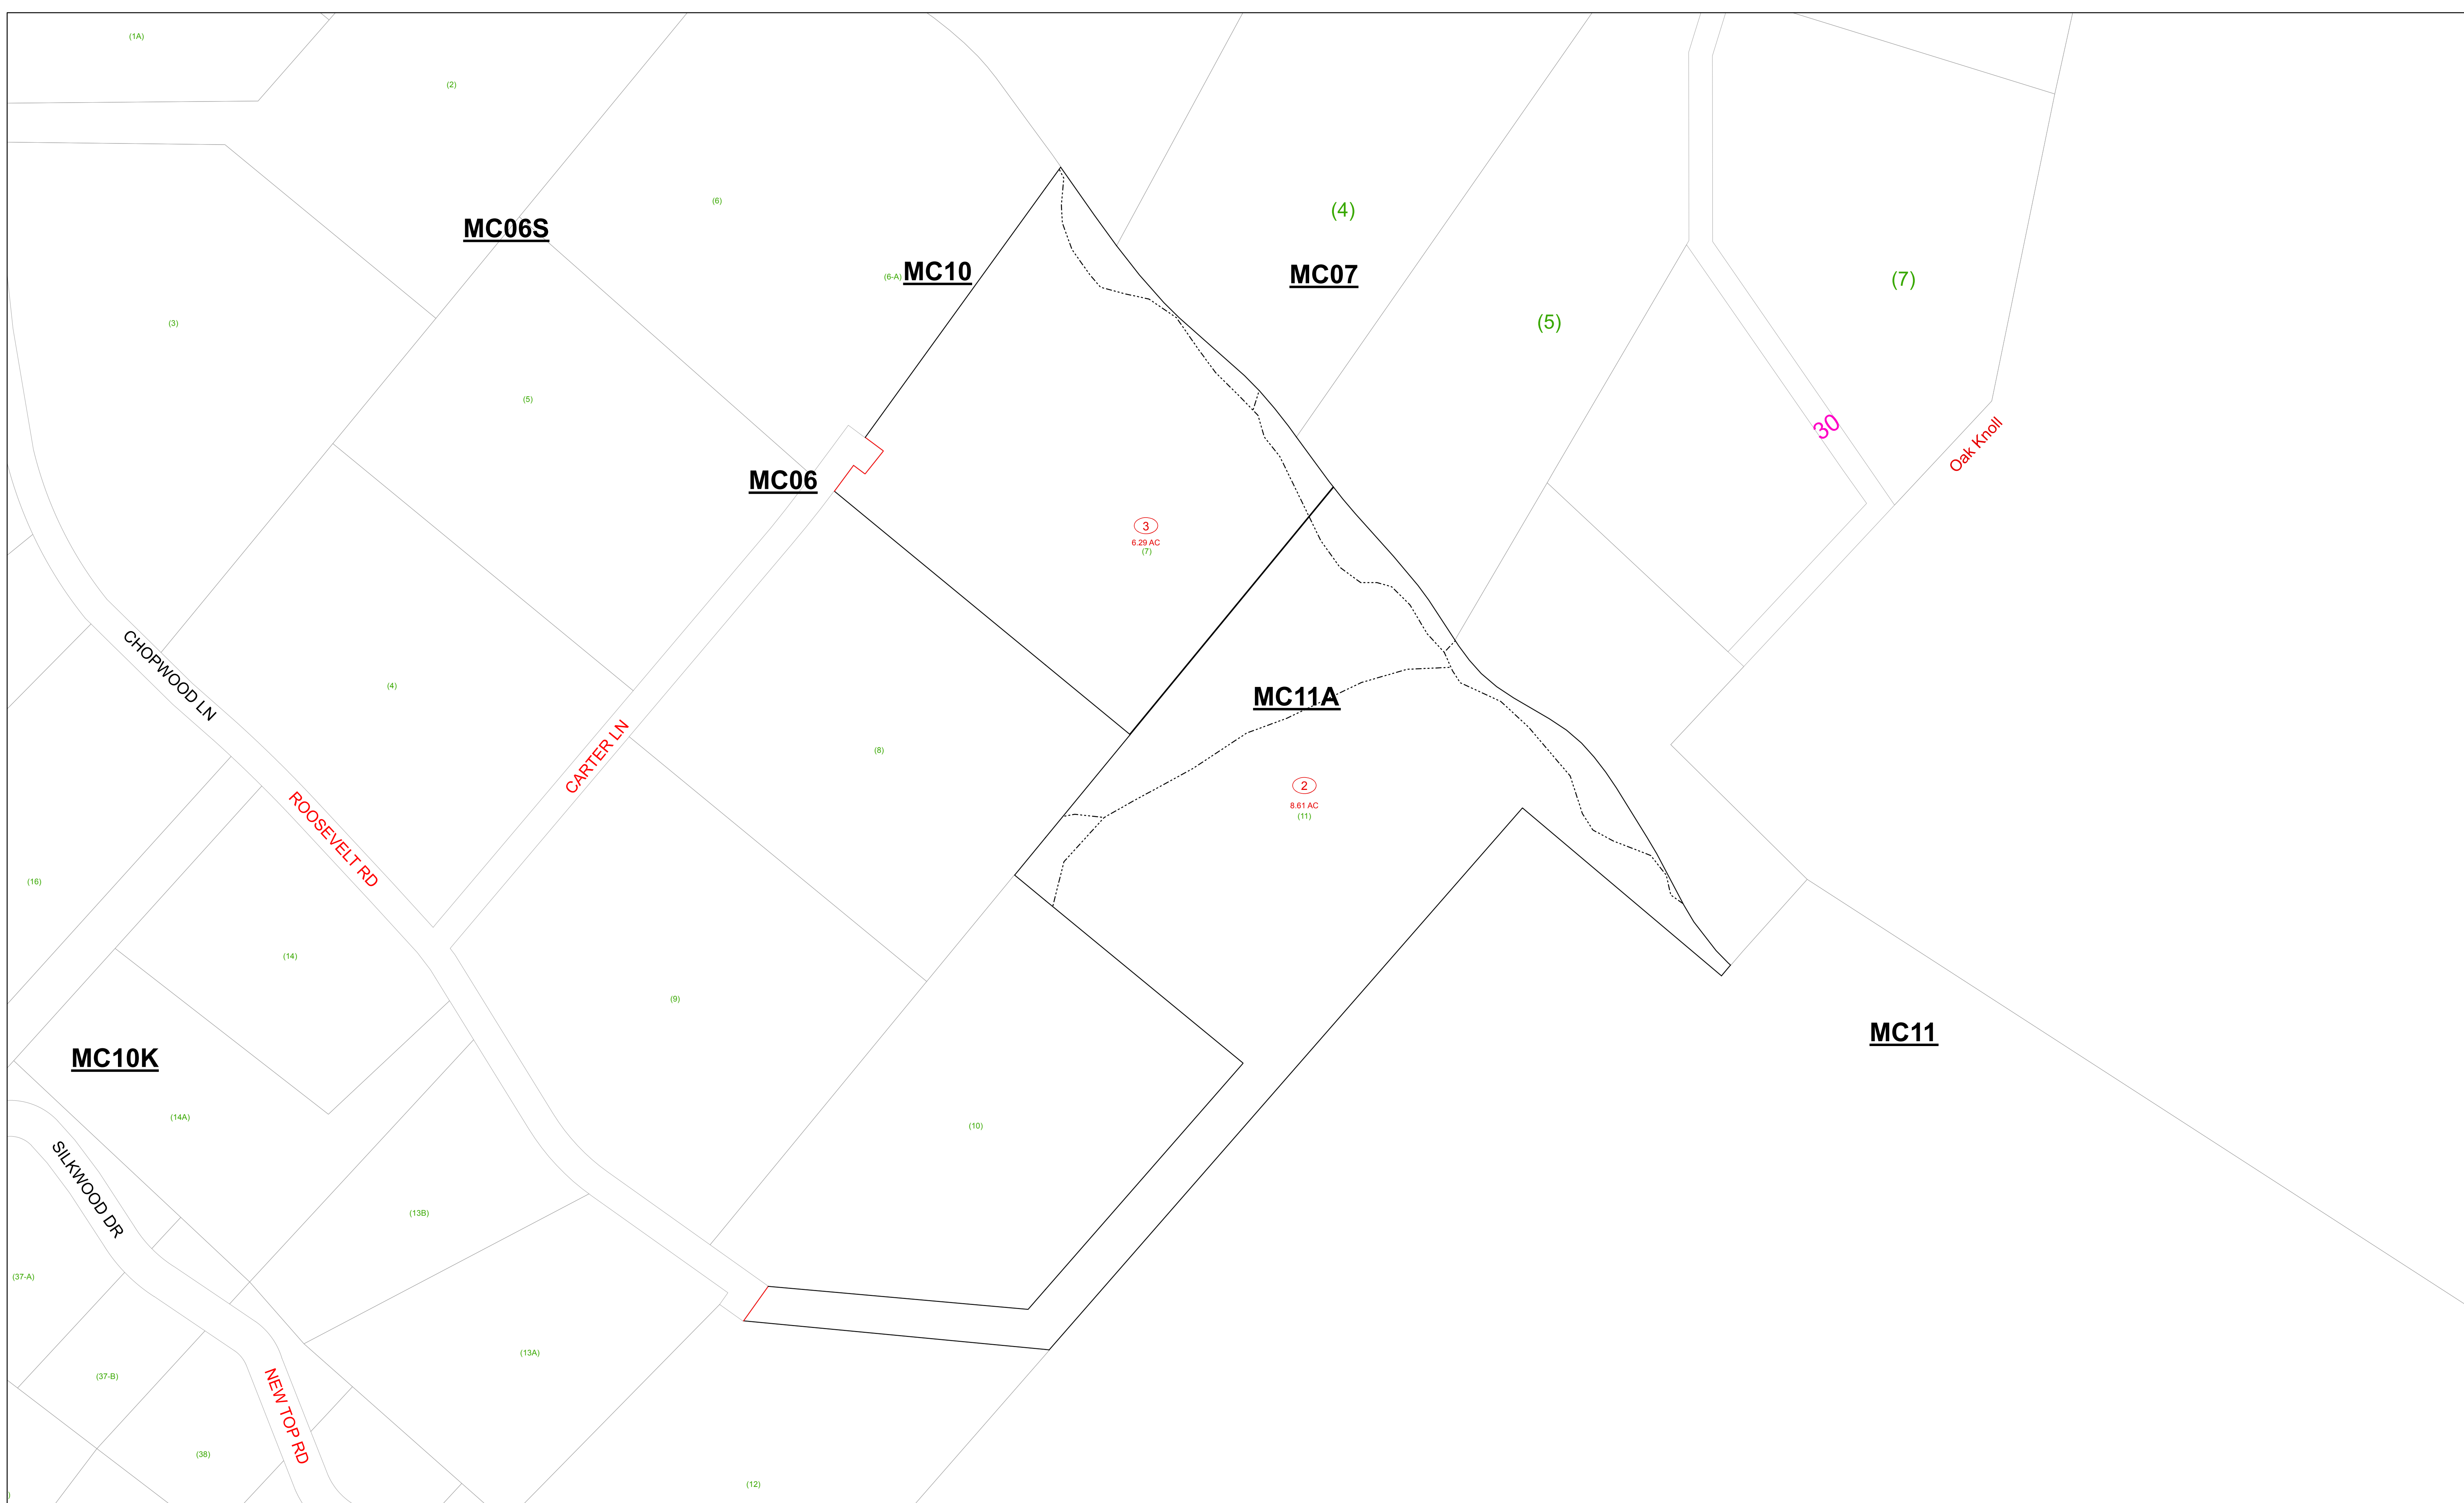 (1A)
(2)
(6)
(4)
MC06S
MC10
(6-A)
MC07
(7)
(3)
(5)
(5)
30
Oak Knoll
MC06
3
6.29 AC
(7)
CHOPWOOD LN
(4)
MC11A
CARTER LN
(8)
2
8.61 AC
(11)
ROOSEVELT RD
(16)
(14)
(9)
MC11
MC10K
(14A)
(10)
SILKWOOD DR
(13B)
(37-A)
(13A)
(37-B)
NEW TOP RD
(38)
(12)
)